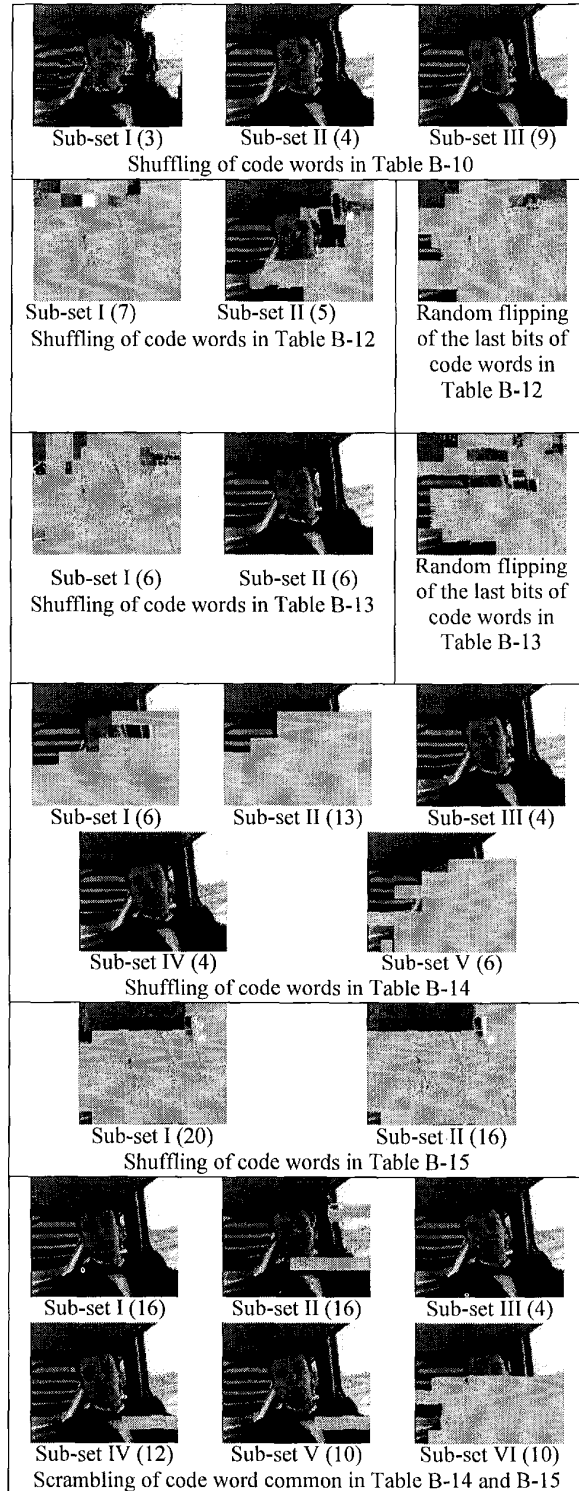 Sub-set I (3) Sub-set II (4) Sub-set III (9)
Shuffling of code words in Table B-10
Sub-set I (7) Sub-set II (5)
Shuffling of code words in Table B-12
Random flipping
of the last bits of
code words in
Table B-12
Sub-set I (6) Sub-set II (6)
Shuffling of code words in Table B-13
Random flipping
of the last bits of
code words in
Table B-13
Sub-set I (6) Sub-set II (13) Sub-set III (4)
Sub-set IV (4) Sub-set V (6)
Shuffling of code words in Table B-14
Sub-set I (20) Sub-set II (16)
Shuffling of code words in Table B-15
Sub-set I (16) Sub-set II (16) Sub-set III (4)
Sub-set IV (12) Sub-set V (10) Sub-set VI (10)
Scrambling of code word common in Table B-14 and B-15